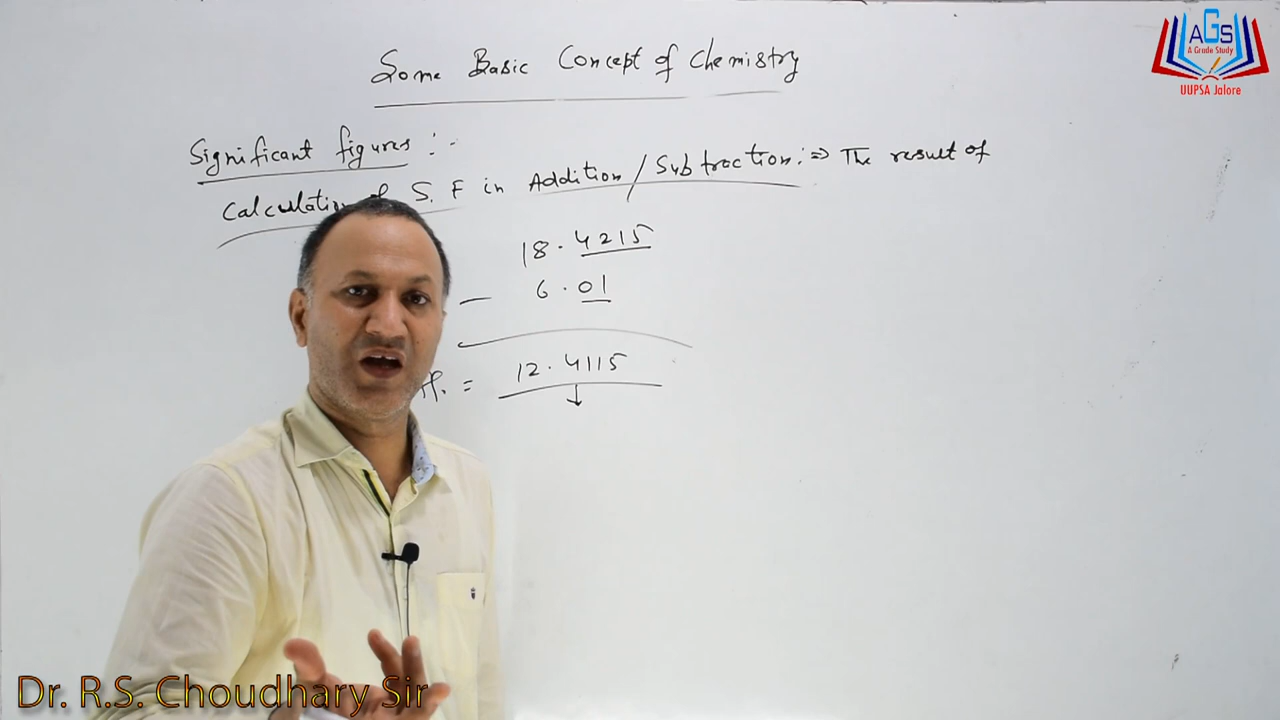 AGS
A Grade Study
UUPSA Jalore
Some Basic Concept of Chemistry
Significant figures :-
Calculation of S. F in Addition/Subtraction:⇒ The result of
18.4215
— 6.01
= 12.4115
Dr. R.S. Choudhary Sir